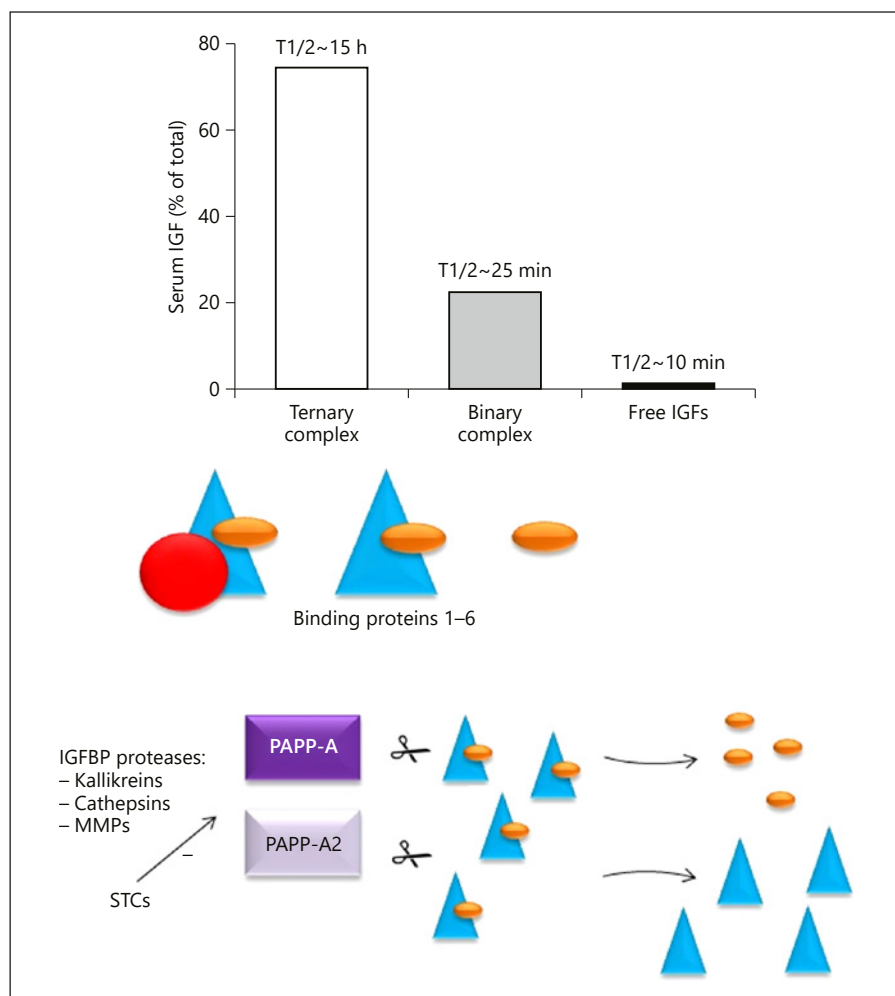 80
60
40
20
0
Serum IGF (% of total)
T1/2~15 h
T1/2~25 min
T1/2~10 min
Ternary
complex
Binary
complex
Free IGFs
Binding proteins 1–6
IGFBP proteases:
– Kallikreins
– Cathepsins
– MMPs
–
STCs
PAPP-A
PAPP-A2